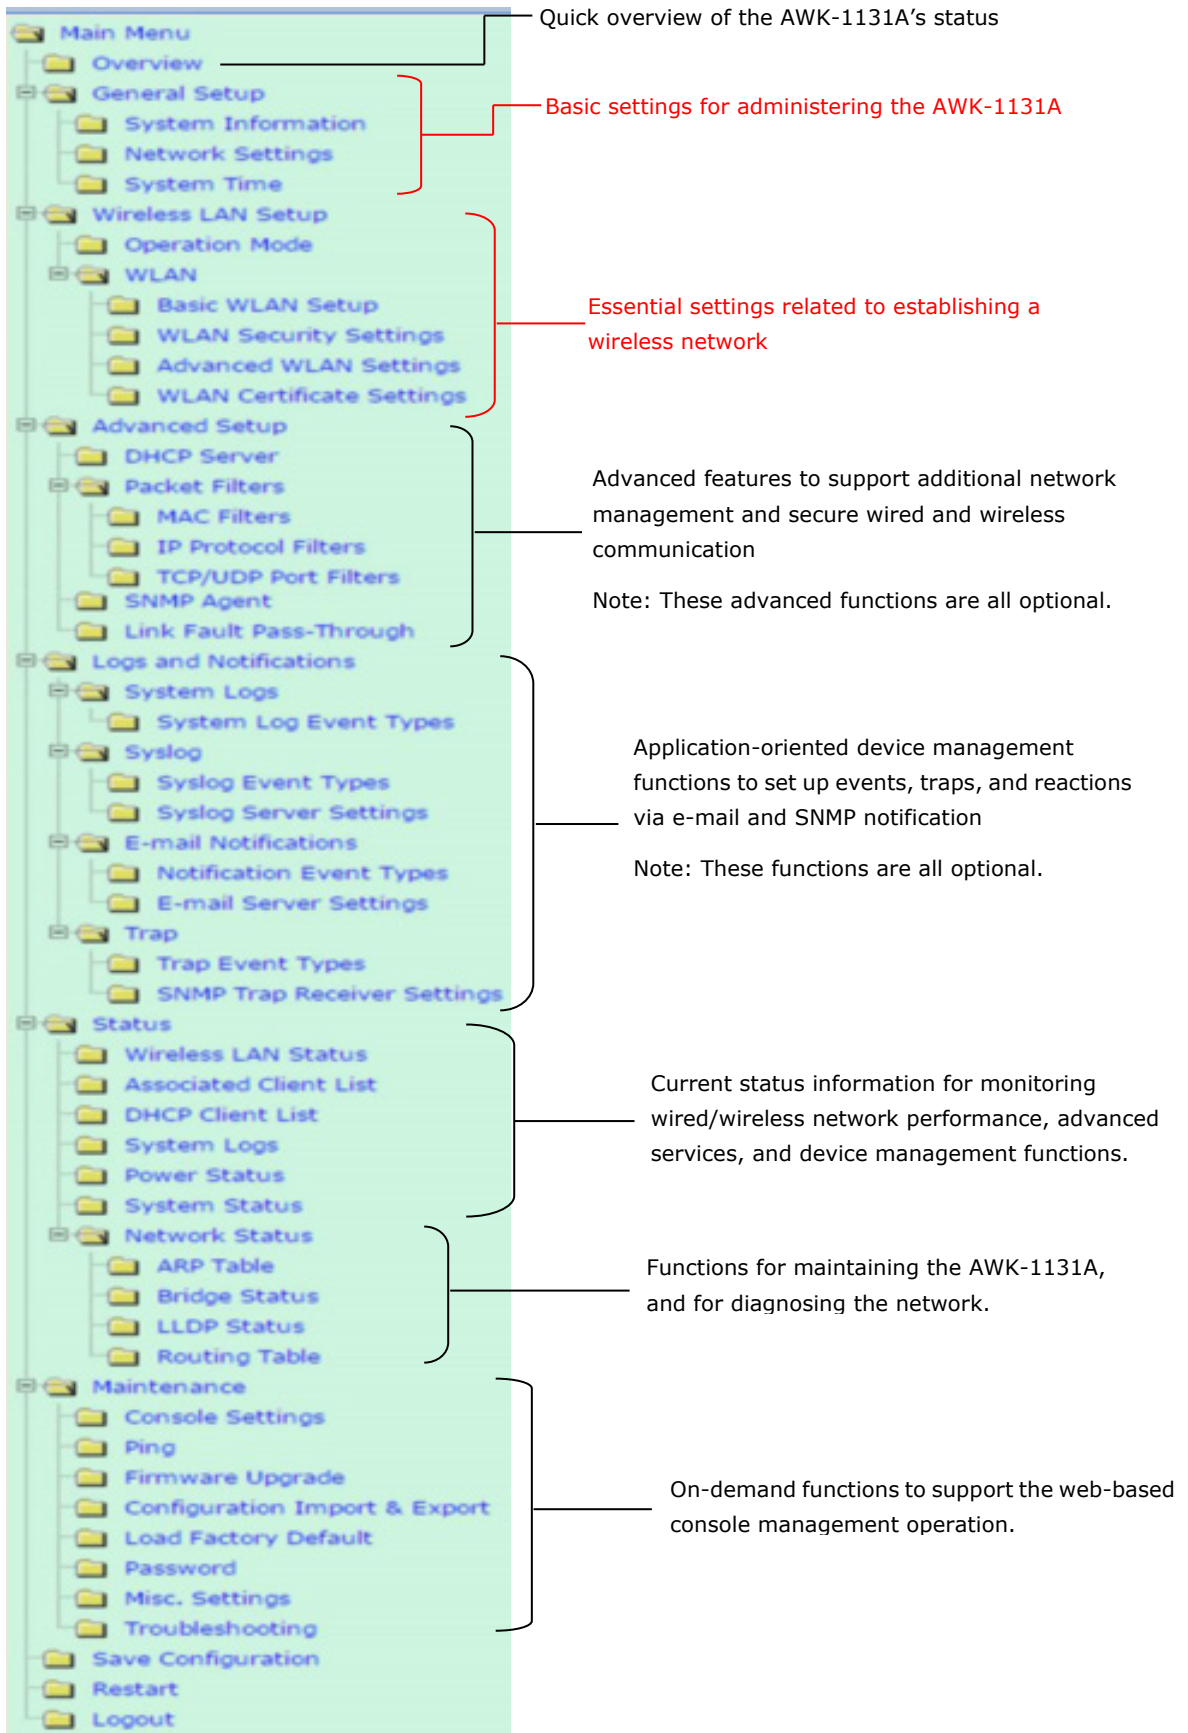 Main Menu
Quick overview of the AWK-1131A’s status
Overview
General Setup
Basic settings for administering the AWK-1131A
System Information
Network Settings
System Time
Wireless LAN Setup
Operation Mode
WLAN
Basic WLAN Setup
WLAN Security Settings
Advanced WLAN Settings
WLAN Certificate Settings
Essential settings related to establishing a
wireless network
Advanced Setup
DHCP Server
Packet Filters
MAC Filters
IP Protocol Filters
TCP/UDP Port Filters
SNMP Agent
Link Fault Pass-Through
Advanced features to support additional network
management and secure wired and wireless
communication
Note: These advanced functions are all optional.
Logs and Notifications
System Logs
System Log Event Types
Syslog
Syslog Event Types
Syslog Server Settings
E-mail Notifications
Notification Event Types
E-mail Server Settings
Trap
Trap Event Types
SNMP Trap Receiver Settings
Application-oriented device management
functions to set up events, traps, and reactions
via e-mail and SNMP notification
Note: These functions are all optional.
Status
Wireless LAN Status
Associated Client List
DHCP Client List
System Logs
Power Status
System Status
Current status information for monitoring
wired/wireless network performance, advanced
services, and device management functions.
Network Status
ARP Table
Bridge Status
LLDP Status
Routing Table
Functions for maintaining the AWK-1131A,
and for diagnosing the network.
Maintenance
Console Settings
Ping
Firmware Upgrade
Configuration Import & Export
Load Factory Default
Password
Misc. Settings
Troubleshooting
On-demand functions to support the web-based
console management operation.
Save Configuration
Restart
Logout